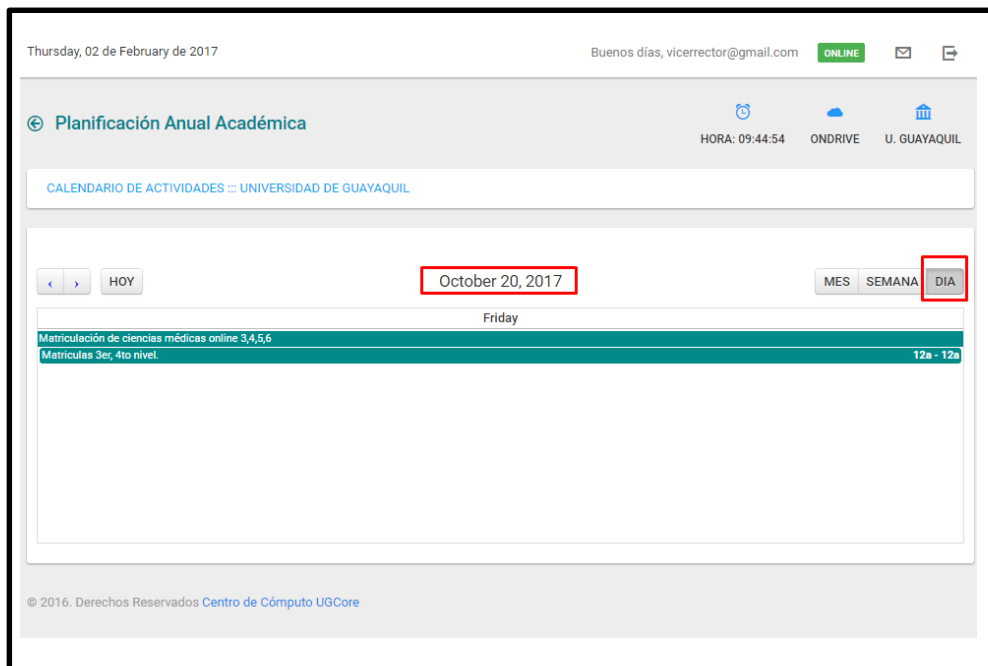 Thursday, 02 de February de 2017
Buenos días, vicerrector@gmail.com ONLINE
Planificación Anual Académica
HORA: 09:44:54 ONDRIVE U. GUAYAQUIL
CALENDARIO DE ACTIVIDADES ::: UNIVERSIDAD DE GUAYAQUIL
‹ › HOY October 20, 2017 MES SEMANA DIA
Friday
Matriculación de ciencias médicas online 3,4,5,6
Matriculas 3er, 4to nivel. 12a - 12a
© 2016. Derechos Reservados Centro de Cómputo UGCore